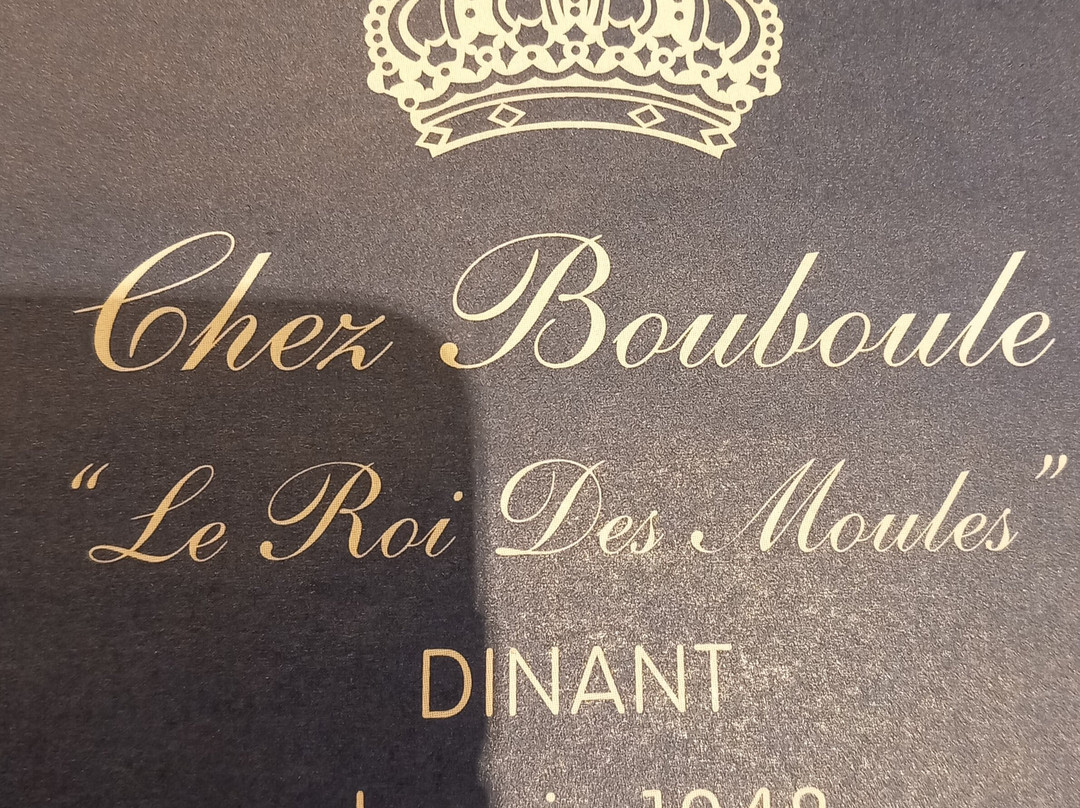 Chez Bouboule
“Le Roi Des Moules”
DINANT